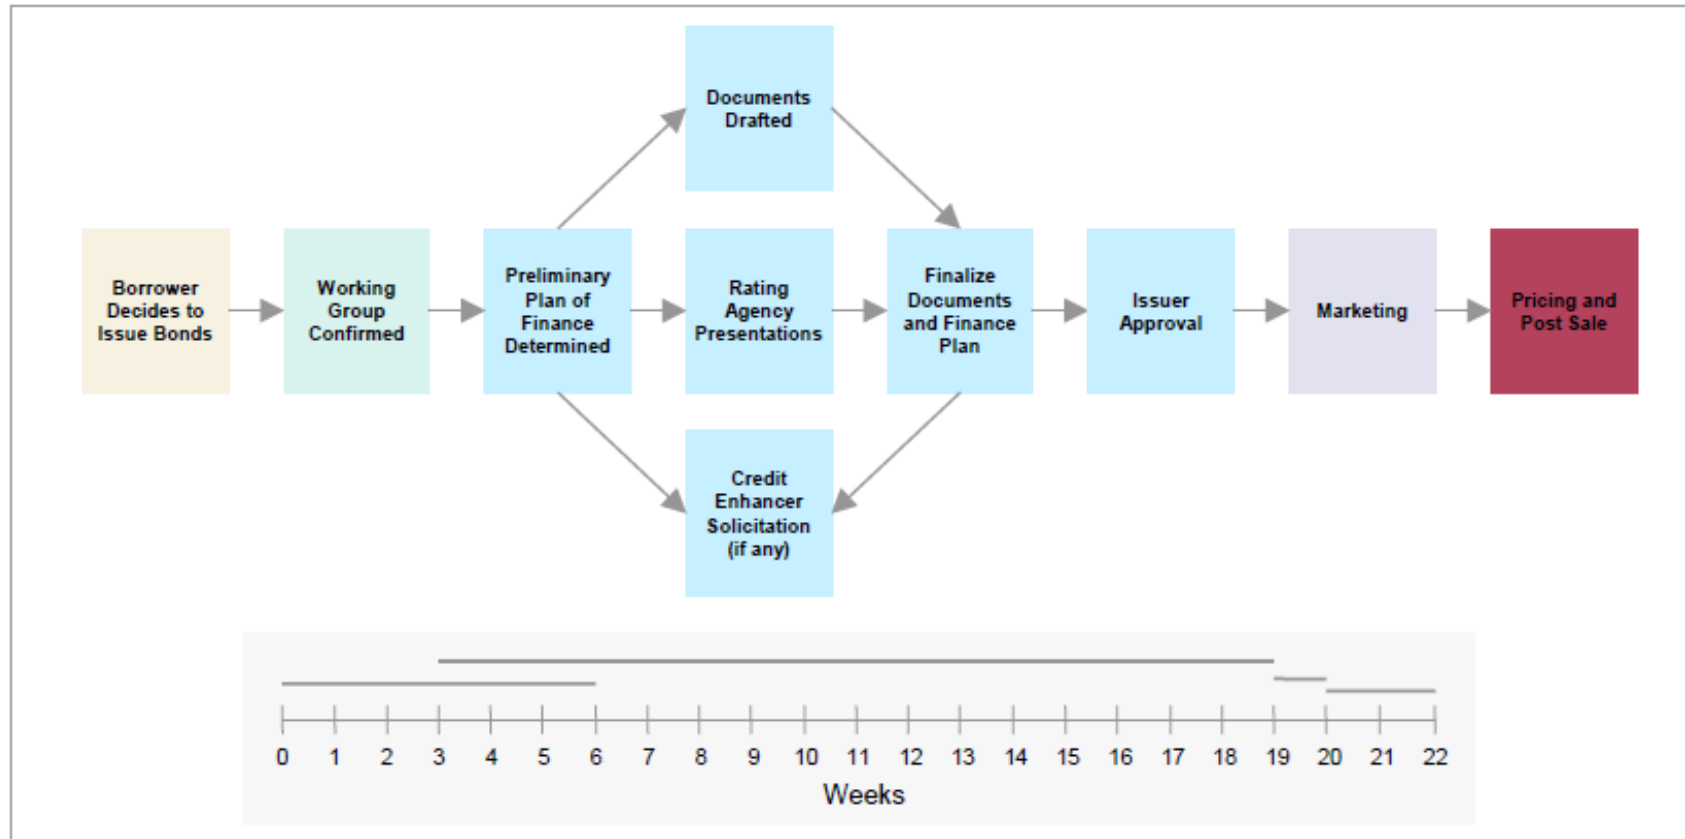 Documents
Drafted
Borrower
Decides to
Issue Bonds
Working
Group
Confirmed
Preliminary
Plan of
Finance
Determined
Rating
Agency
Presentations
Finalize
Documents
and Finance
Plan
Issuer
Approval
Marketing
Pricing and
Post Sale
Credit
Enhancer
Solicitation
(if any)
0 1 2 3 4 5 6 7 8 9 10 11 12 13 14 15 16 17 18 19 20 21 22
Weeks